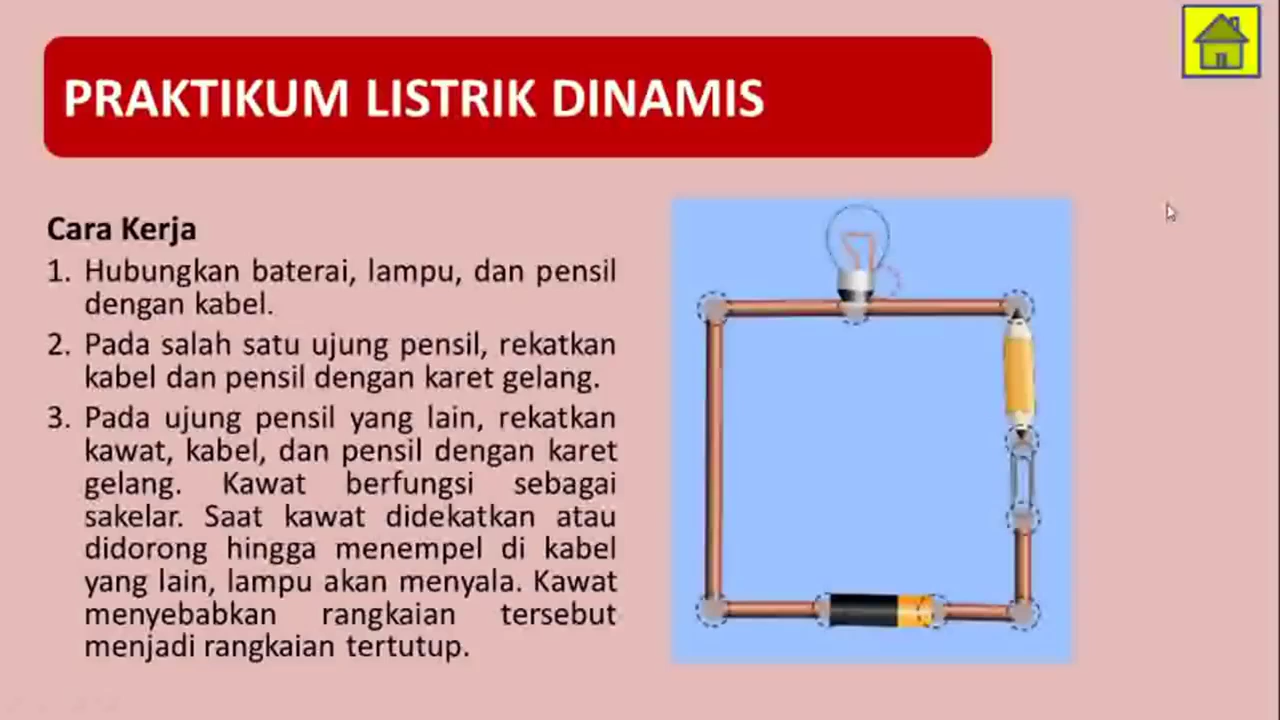 PRAKTIKUM LISTRIK DINAMIS
Cara Kerja
1. Hubungkan baterai, lampu, dan pensil
dengan kabel.
2. Pada salah satu ujung pensil, rekatkan
kabel dan pensil dengan karet gelang.
3. Pada ujung pensil yang lain, rekatkan
kawat, kabel, dan pensil dengan karet
gelang. Kawat berfungsi sebagai
sakelar. Saat kawat didekatkan atau
didorong hingga menempel di kabel
yang lain, lampu akan menyala. Kawat
menyebabkan rangkaian tersebut
menjadi rangkaian tertutup.